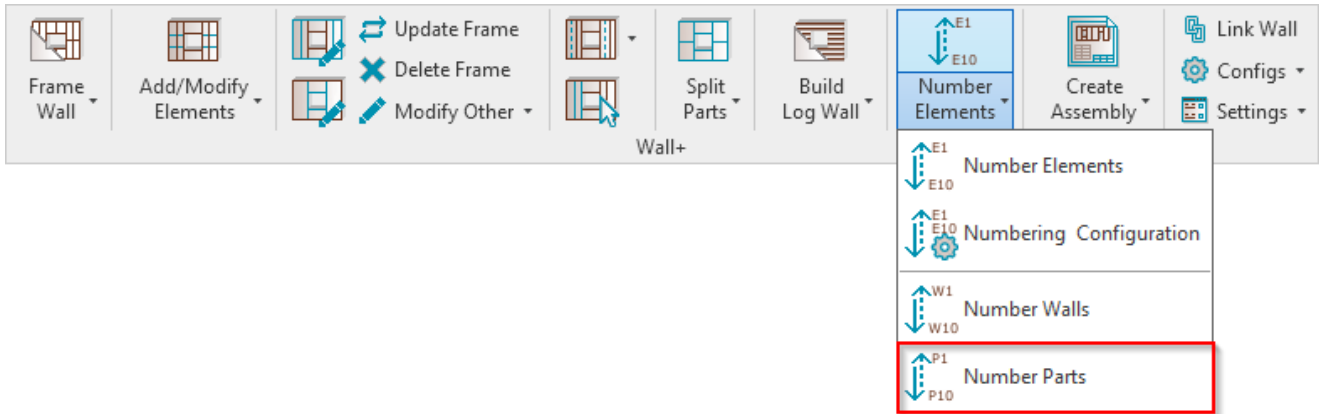 Frame
Wall
Add/Modify
Elements
Update Frame
Delete Frame
Modify Other
Split
Parts
Build
Log Wall
E1
E10
Number
Elements
Create
Assembly
Link Wall
Configs
Settings
Wall+
E1
E10
Number Elements
E1
E10
Numbering Configuration
W1
W10
Number Walls
P1
P10
Number Parts